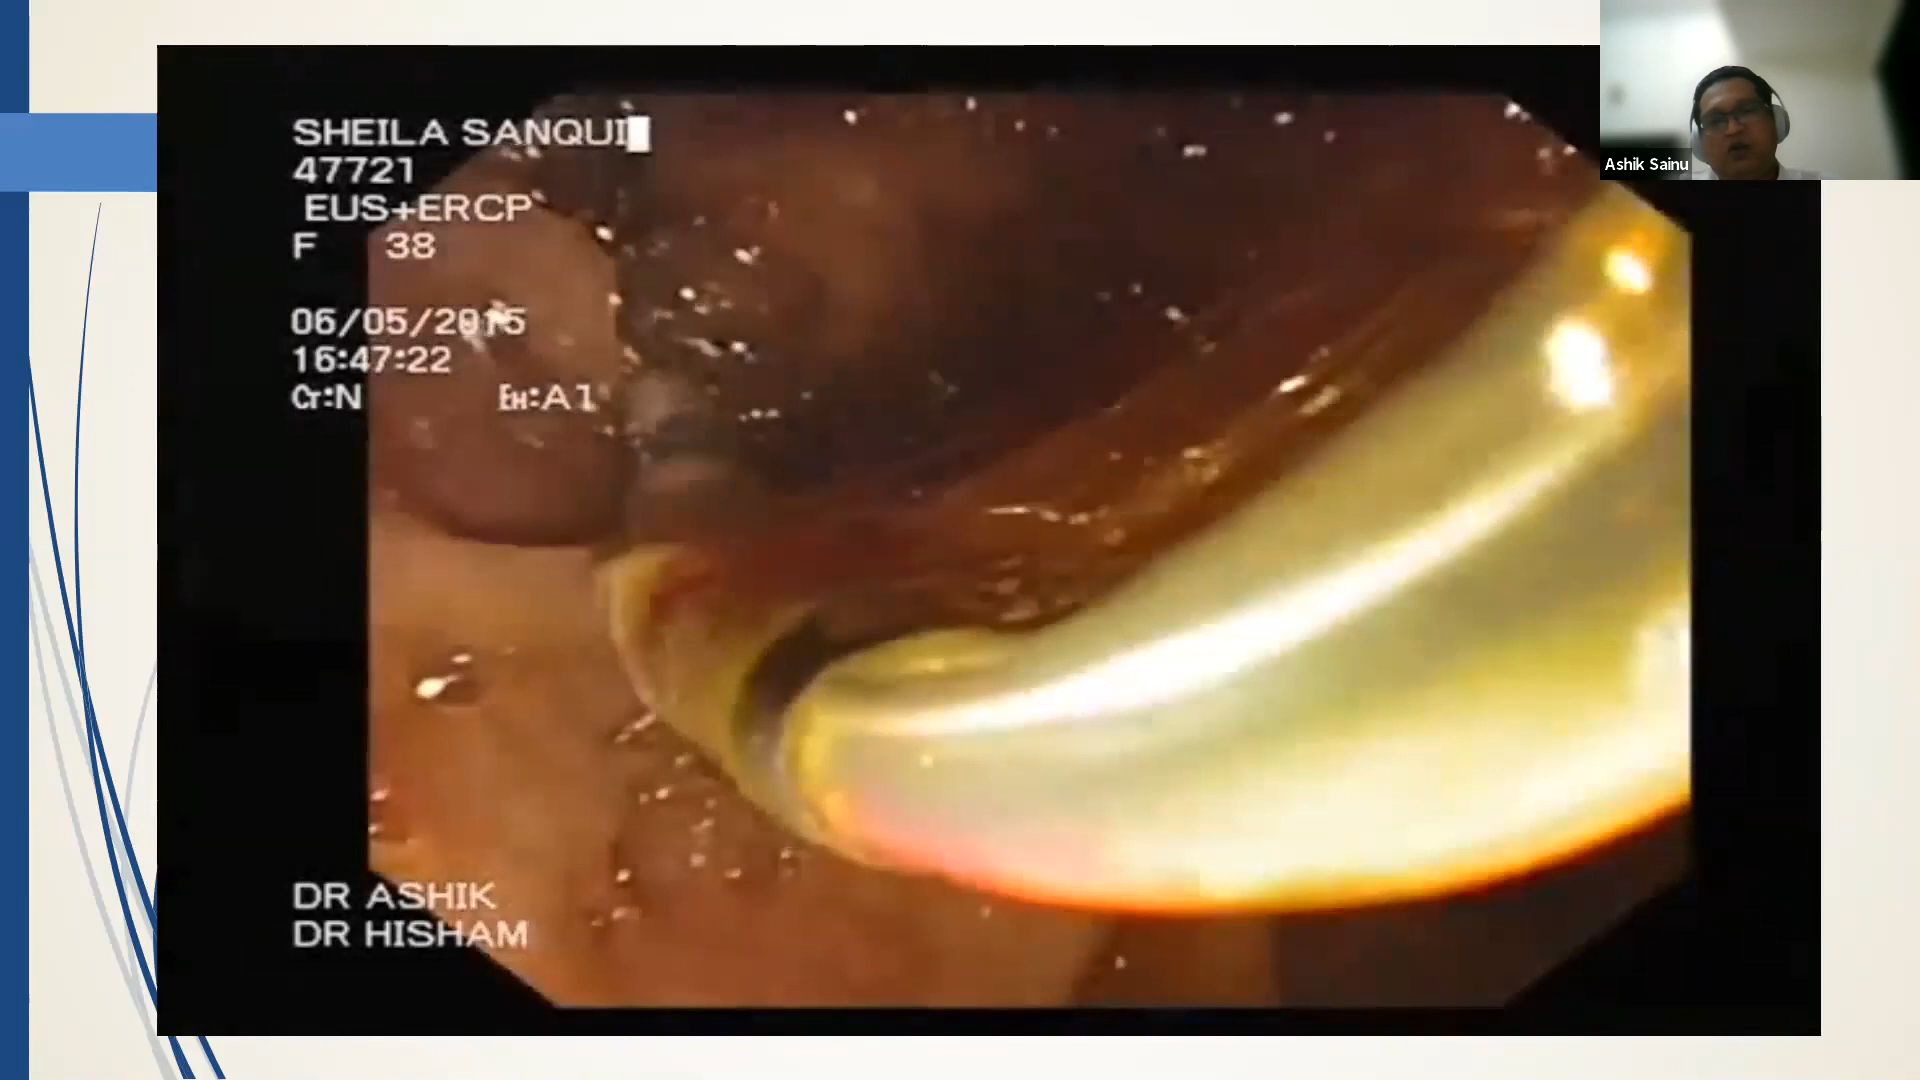 SHEILA SANQUI
47721
EUS+ERCP
F 38
06/05/2015
16:47:22
Cr:N EH:A1
DR ASHIK
DR HISHAM
Ashik Sainu